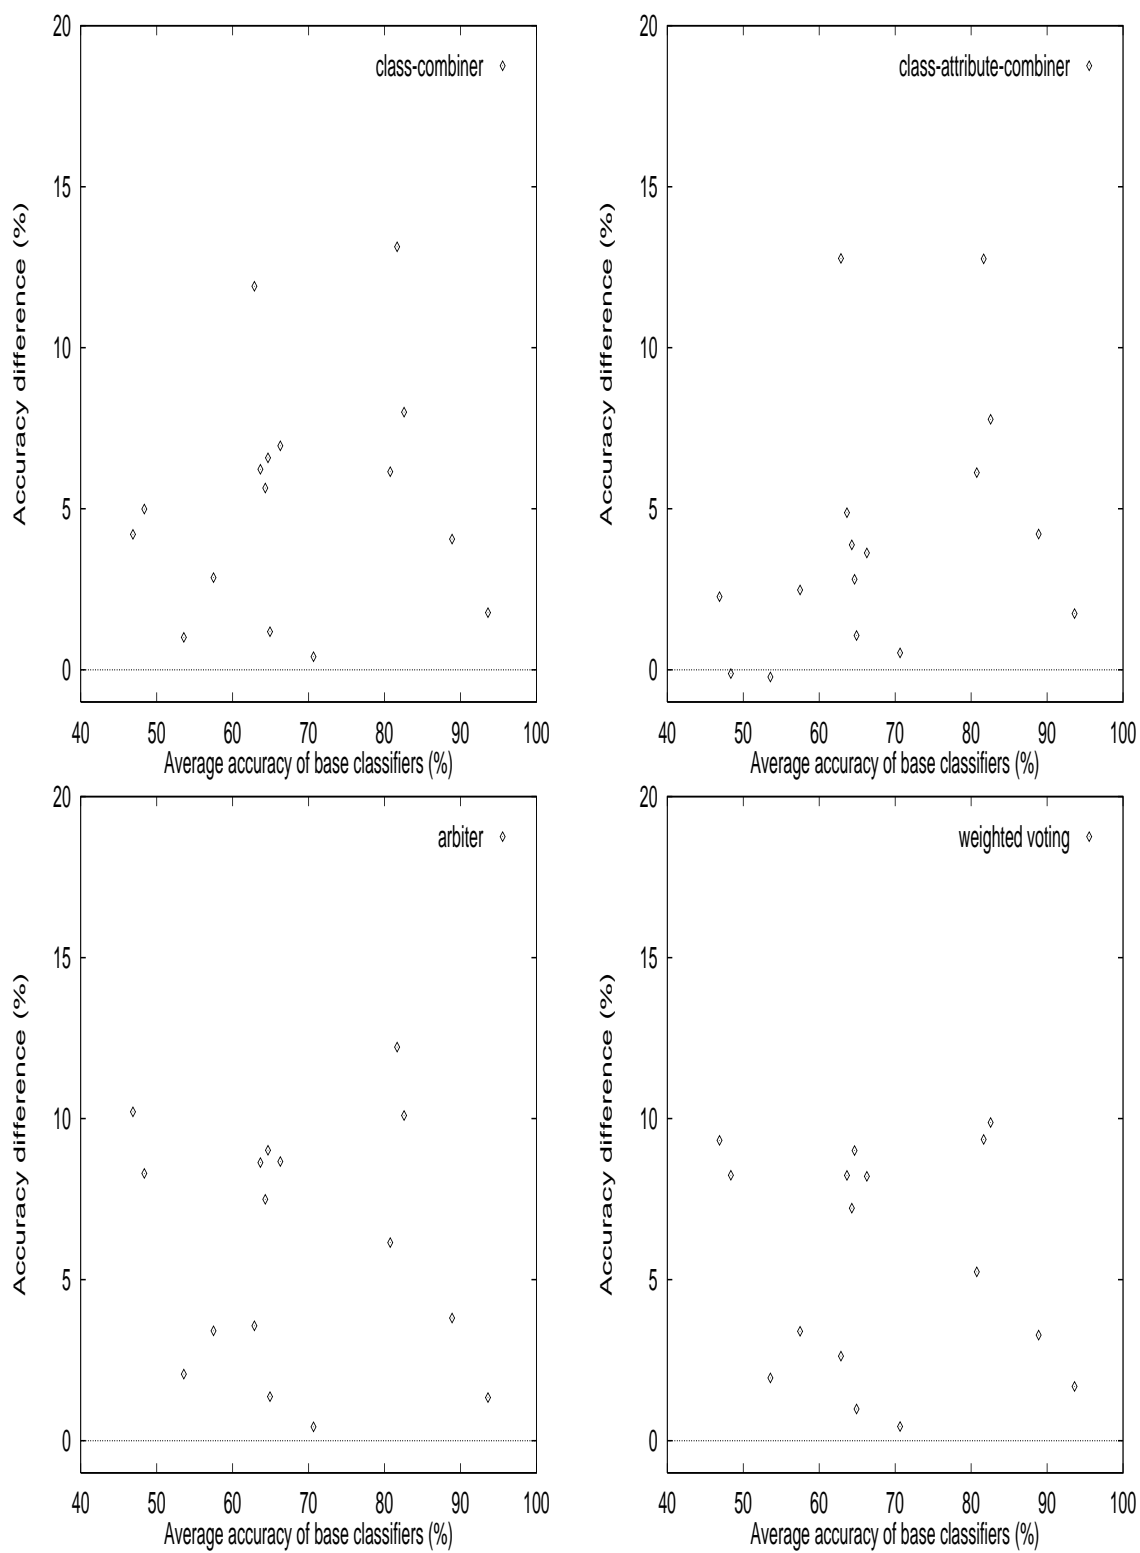 20
class-combiner
15
10
5
0
Accuracy difference (%)
40 50 60 70 80 90 100
Average accuracy of base classifiers (%)
20
class-attribute-combiner
15
10
5
0
Accuracy difference (%)
40 50 60 70 80 90 100
Average accuracy of base classifiers (%)
20
arbiter
15
10
5
0
Accuracy difference (%)
40 50 60 70 80 90 100
Average accuracy of base classifiers (%)
20
weighted voting
15
10
5
0
Accuracy difference (%)
40 50 60 70 80 90 100
Average accuracy of base classifiers (%)